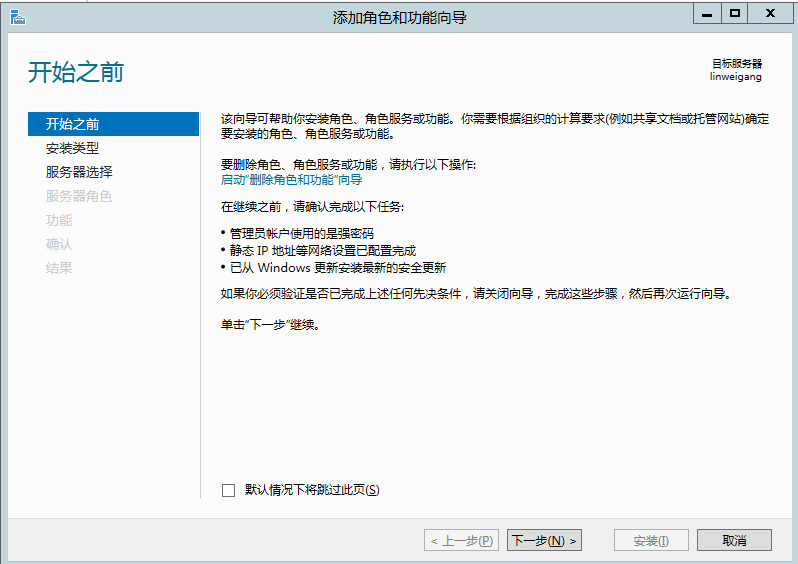 添加角色和功能向导
开始之前
目标服务器
linweigang
开始之前
安装类型
服务器选择
服务器角色
功能
确认
结果
该向导可帮助你安装角色、角色服务或功能。你需要根据组织的计算要求(例如共享文档或托管网站)确定
要安装的角色、角色服务或功能。
要删除角色、角色服务或功能，请执行以下操作:
启动"删除角色和功能"向导
在继续之前，请确认完成以下任务:
• 管理员帐户使用的是强密码
• 静态 IP 地址等网络设置已配置完成
• 已从 Windows 更新安装最新的安全更新
如果你必须验证是否已完成上述任何先决条件，请关闭向导，完成这些步骤，然后再次运行向导。
单击"下一步"继续。
默认情况下将跳过此页(S)
< 上一步(P)
下一步(N) >
安装(I)
取消